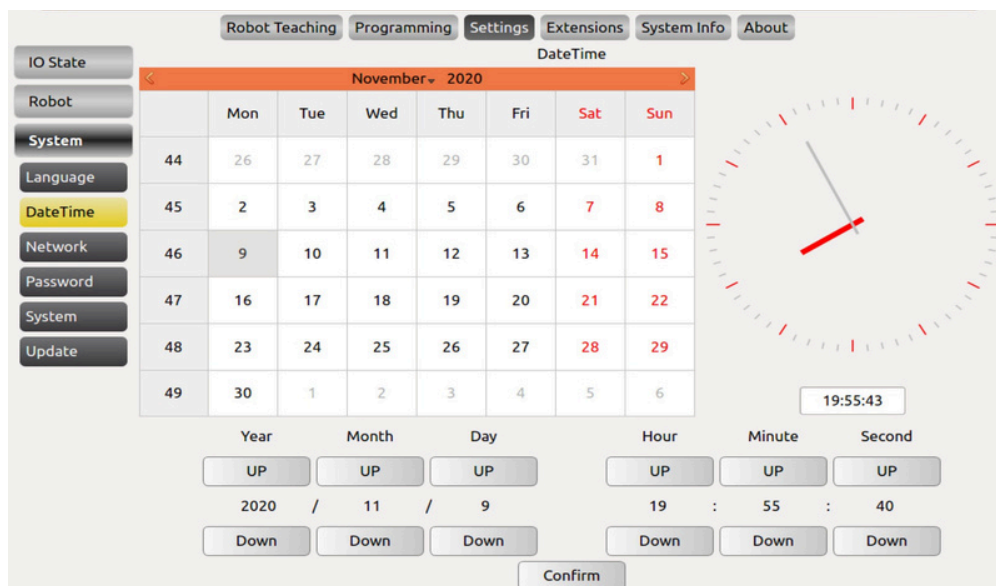 Robot Teaching Programming Settings Extensions System Info About
DateTime
IO State
Robot
System
Language
DateTime
Network
Password
System
Update
November 2020
Mon Tue Wed Thu Fri Sat Sun
44 26 27 28 29 30 31 1
45 2 3 4 5 6 7 8
46 9 10 11 12 13 14 15
47 16 17 18 19 20 21 22
48 23 24 25 26 27 28 29
49 30 1 2 3 4 5 6
19:55:43
Year Month Day Hour Minute Second
UP UP UP UP UP UP
2020 / 11 / 9 19 : 55 : 40
Down Down Down Down Down Down
Confirm